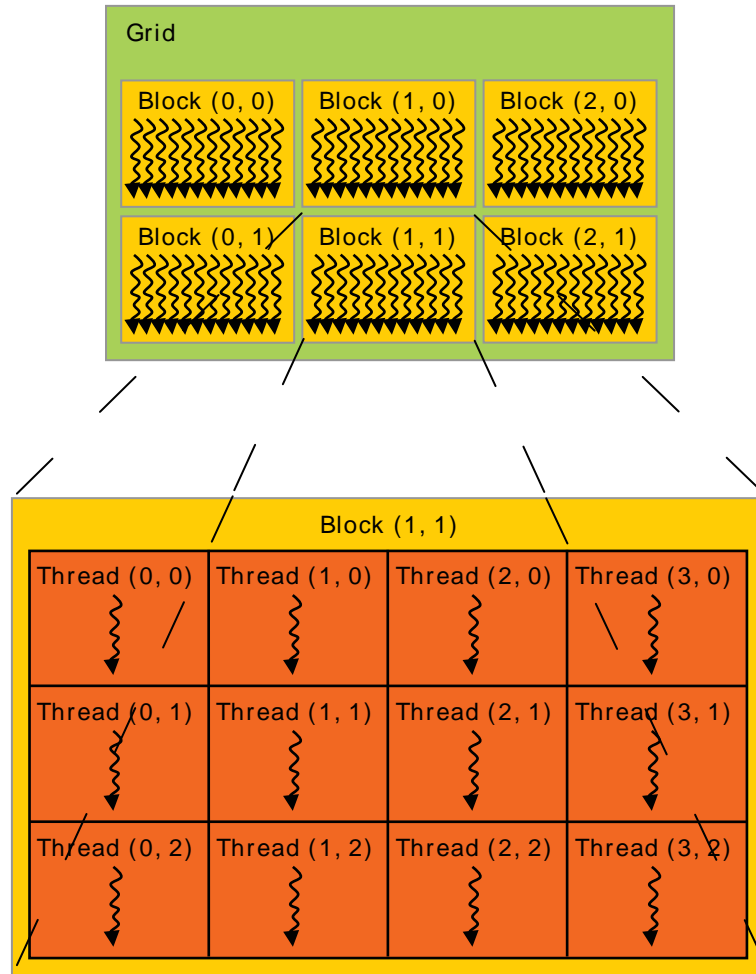 Grid
Block (0, 0) Block (1, 0) Block (2, 0)
Block (0, 1) Block (1, 1) Block (2, 1)
Block (1, 1)
Thread (0, 0) Thread (1, 0) Thread (2, 0) Thread (3, 0)
Thread (0, 1) Thread (1, 1) Thread (2, 1) Thread (3, 1)
Thread (0, 2) Thread (1, 2) Thread (2, 2) Thread (3, 2)